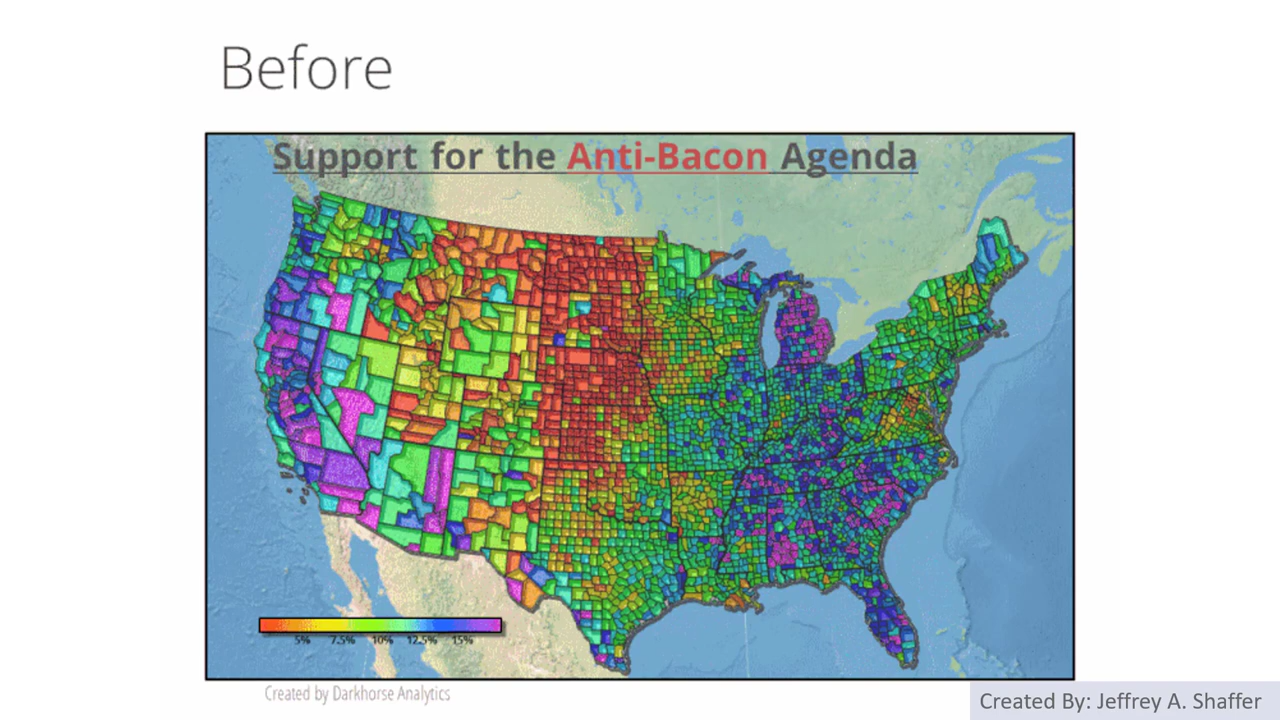 Before
Support for the Anti-Bacon Agenda
5% 7.5% 10% 12.5% 15%
Created by Darkhorse Analytics
Created By: Jeffrey A. Shaffer